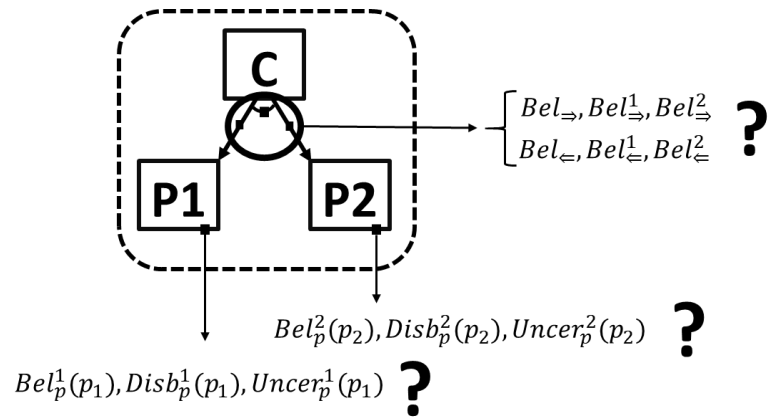 C
P1 P2
Bel⇒, Bel¹⇒, Bel²⇒ ?
Bel⇐, Bel¹⇐, Bel²⇐
Bel²ₚ(p₂), Disb²ₚ(p₂), Uncer²ₚ(p₂) ?
Bel¹ₚ(p₁), Disb¹ₚ(p₁), Uncer¹ₚ(p₁) ?